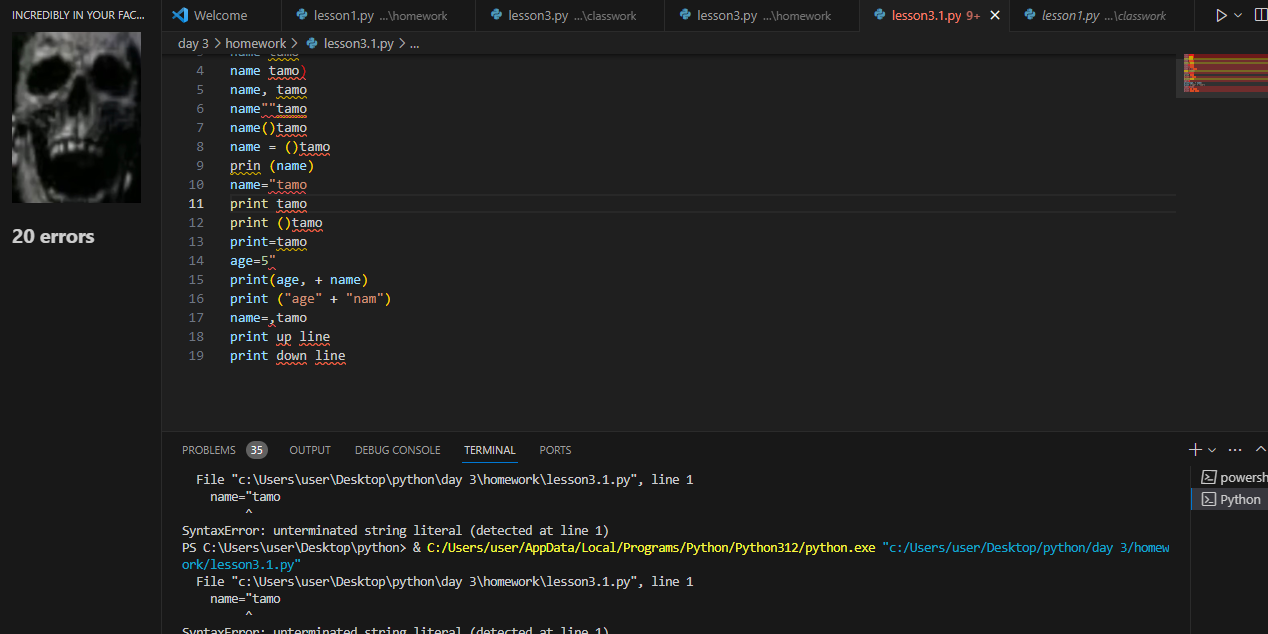 INCREDIBLY IN YOUR FAC...
20 errors
Welcome
lesson1.py ...\homework
lesson3.py ...\classwork
lesson3.py ...\homework
lesson3.1.py 9+
lesson1.py ...\classwork
day 3 > homework > lesson3.1.py > ...
4 name tamo)
5 name, tamo
6 name""tamo
7 name()tamo
8 name = ()tamo
9 prin (name)
10 name="tamo
11 print tamo
12 print ()tamo
13 print=tamo
14 age=5"
15 print(age, + name)
16 print ("age" + "nam")
17 name=,tamo
18 print up line
19 print down line
PROBLEMS 35 OUTPUT DEBUG CONSOLE TERMINAL PORTS
File "c:\Users\user\Desktop\python\day 3\homework\lesson3.1.py", line 1
name="tamo
^
SyntaxError: unterminated string literal (detected at line 1)
PS C:\Users\user\Desktop\python> & C:/Users/user/AppData/Local/Programs/Python/Python312/python.exe "c:/Users/user/Desktop/python/day 3/homew
ork/lesson3.1.py"
File "c:\Users\user\Desktop\python\day 3\homework\lesson3.1.py", line 1
name="tamo
^
SyntaxError: unterminated string literal (detected at line 1)
powersh
Python